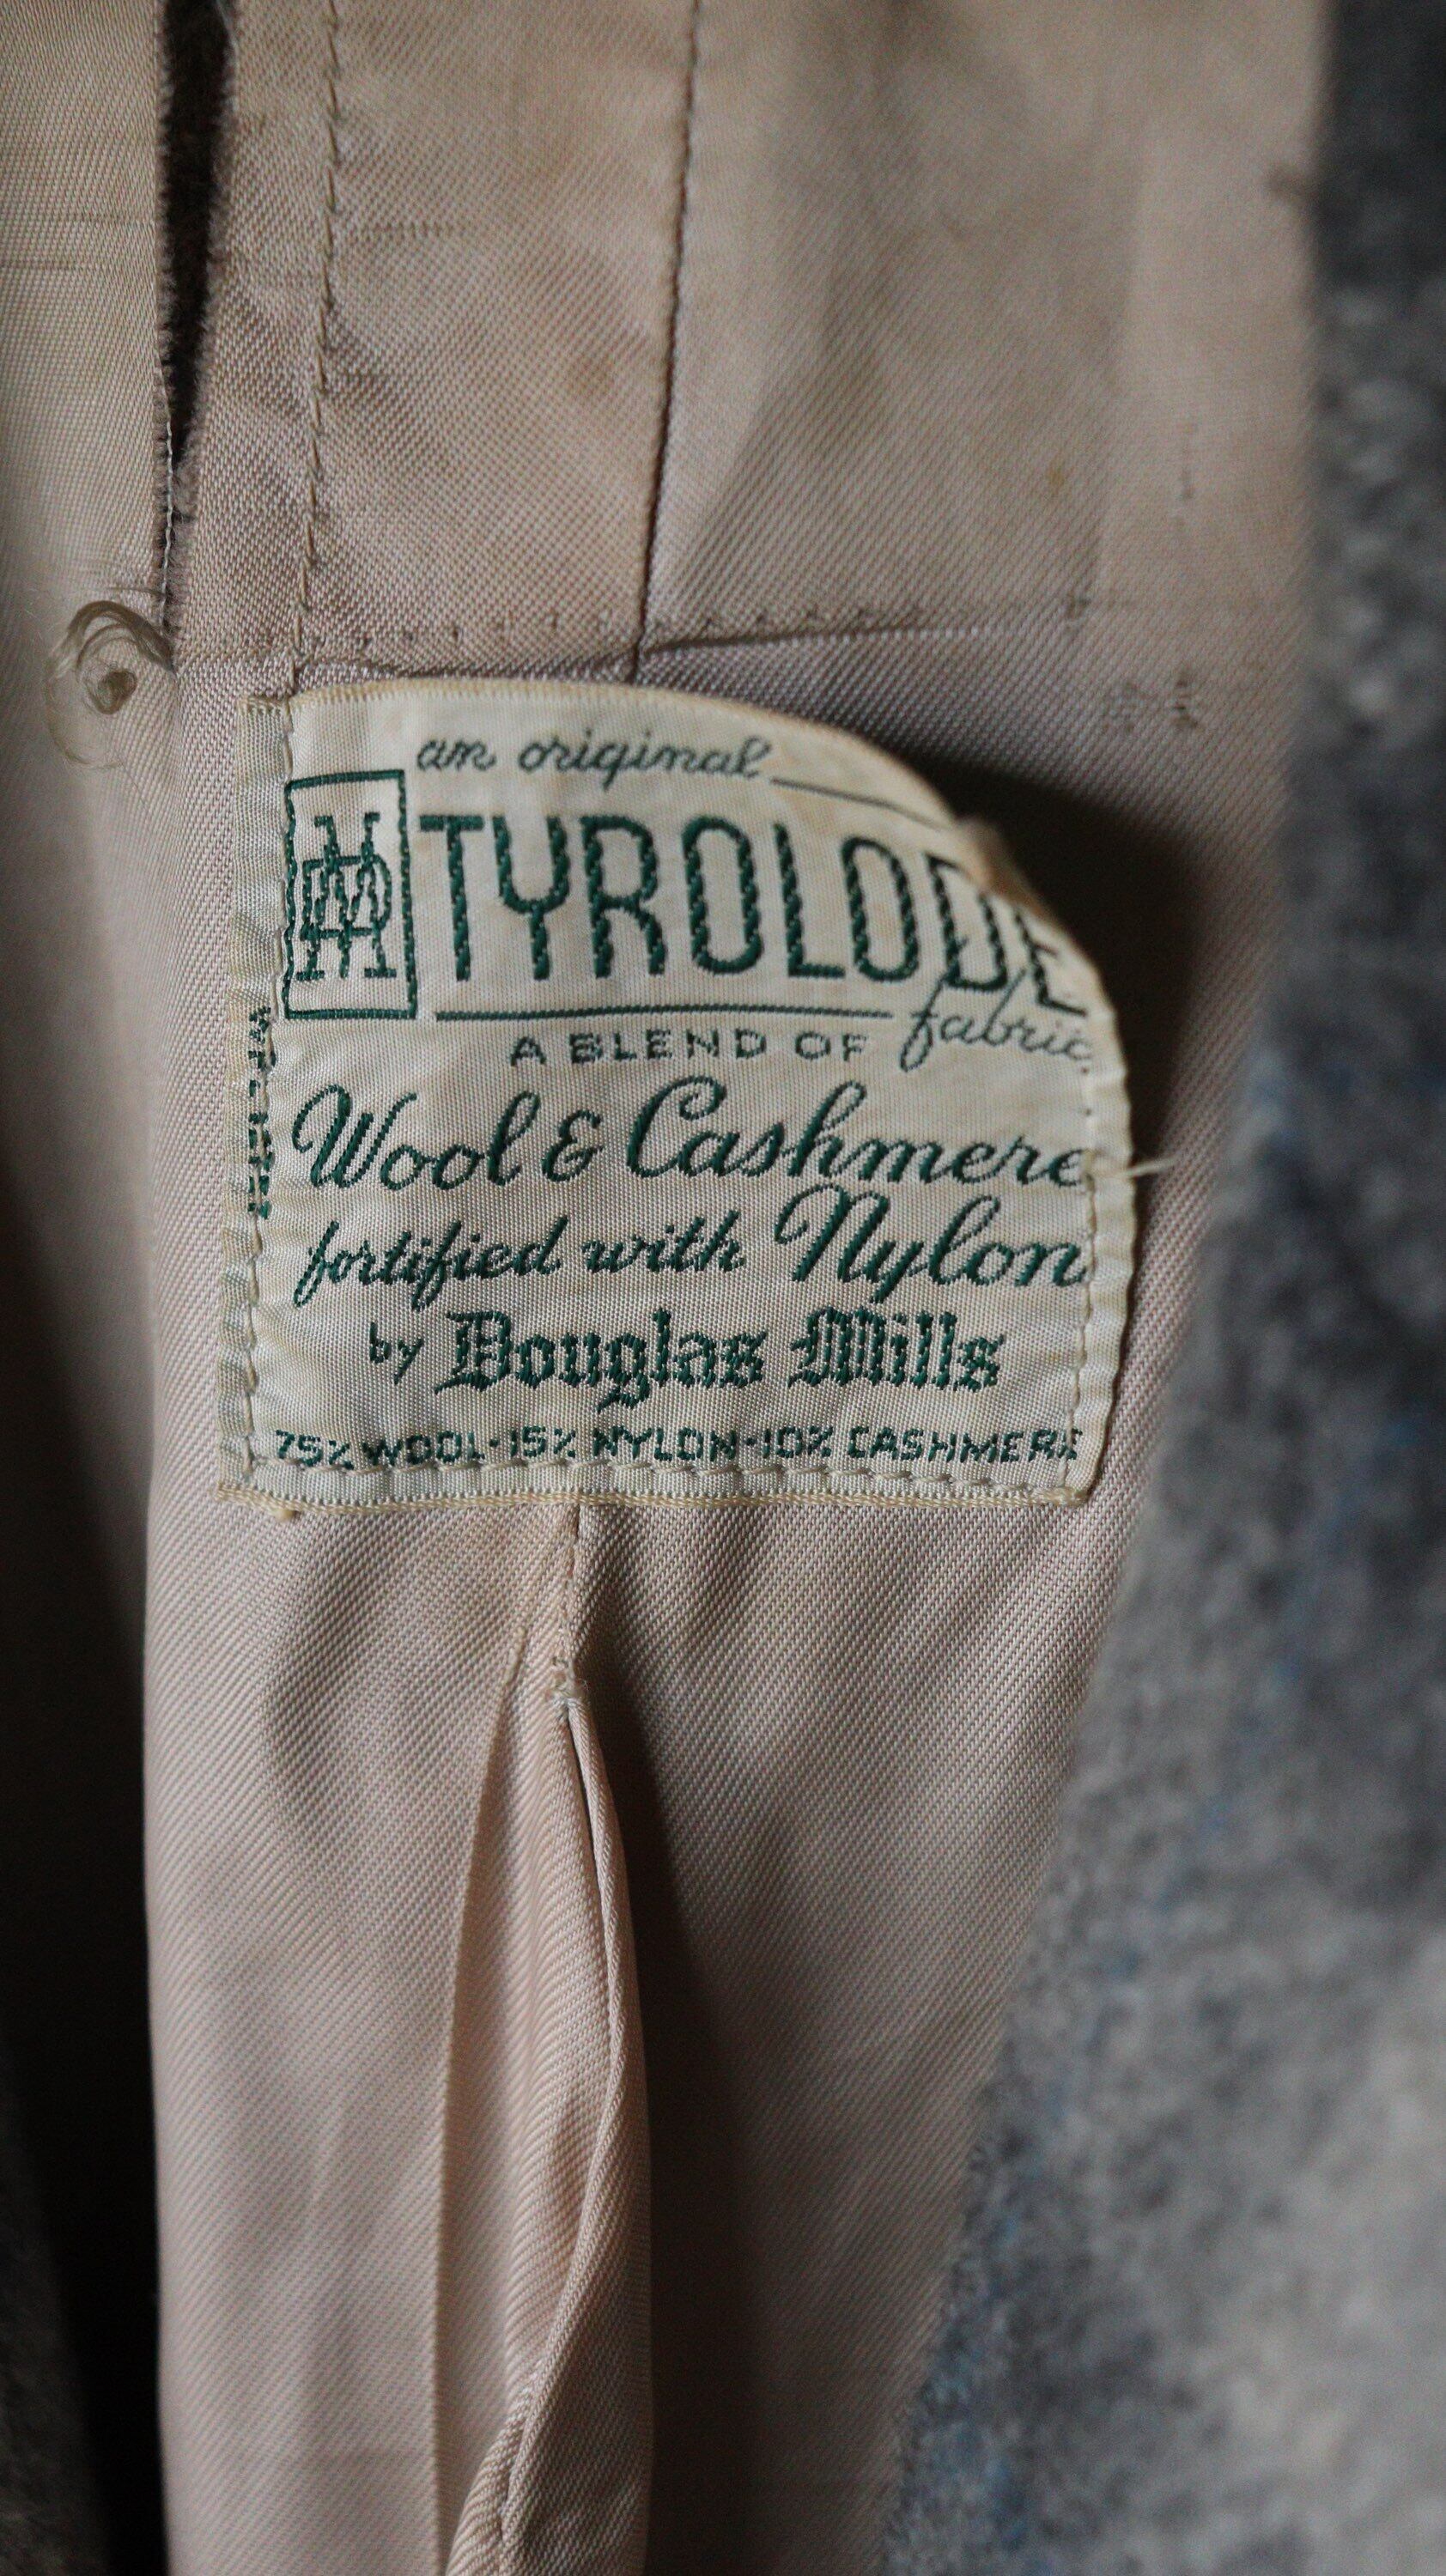 an original
TYROLODE
fabric
A BLEND OF
Wool & Cashmere
fortified with Nylon
by Douglas Mills
75% WOOL·15% NYLON·10% CASHMERE